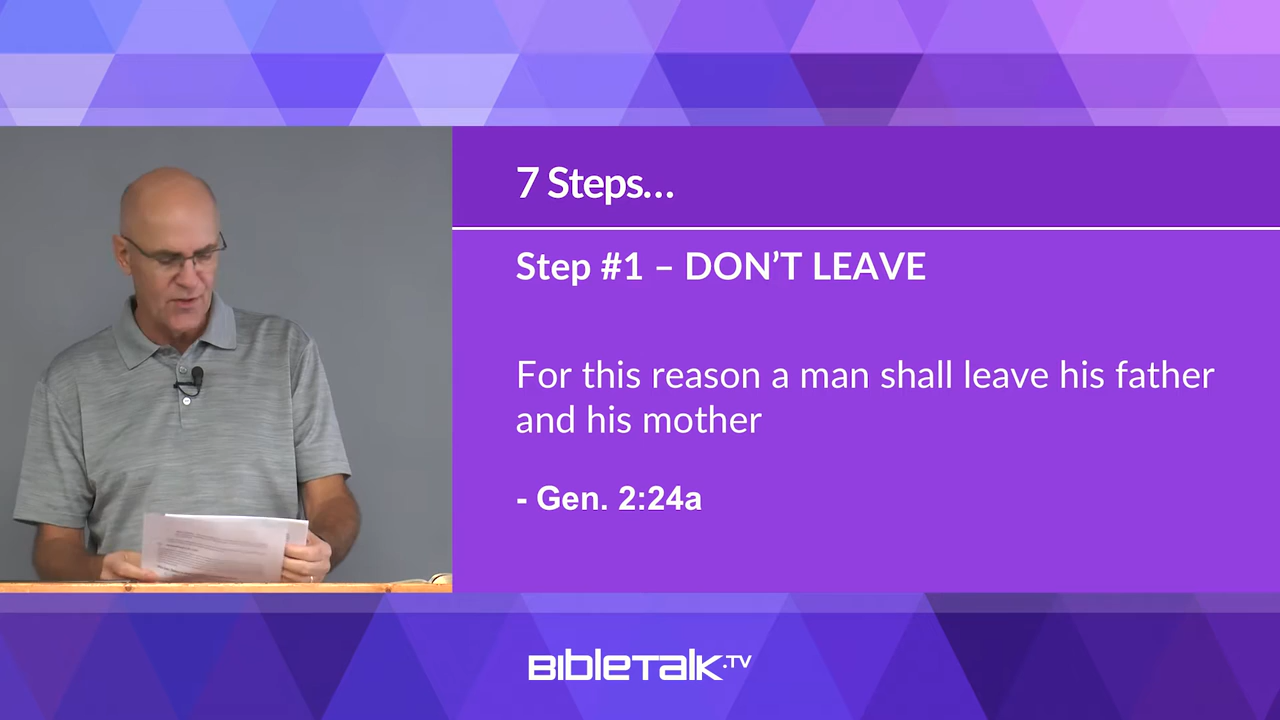 7 Steps...
Step #1 – DON'T LEAVE
For this reason a man shall leave his father
and his mother
- Gen. 2:24a
BibleTalk.TV